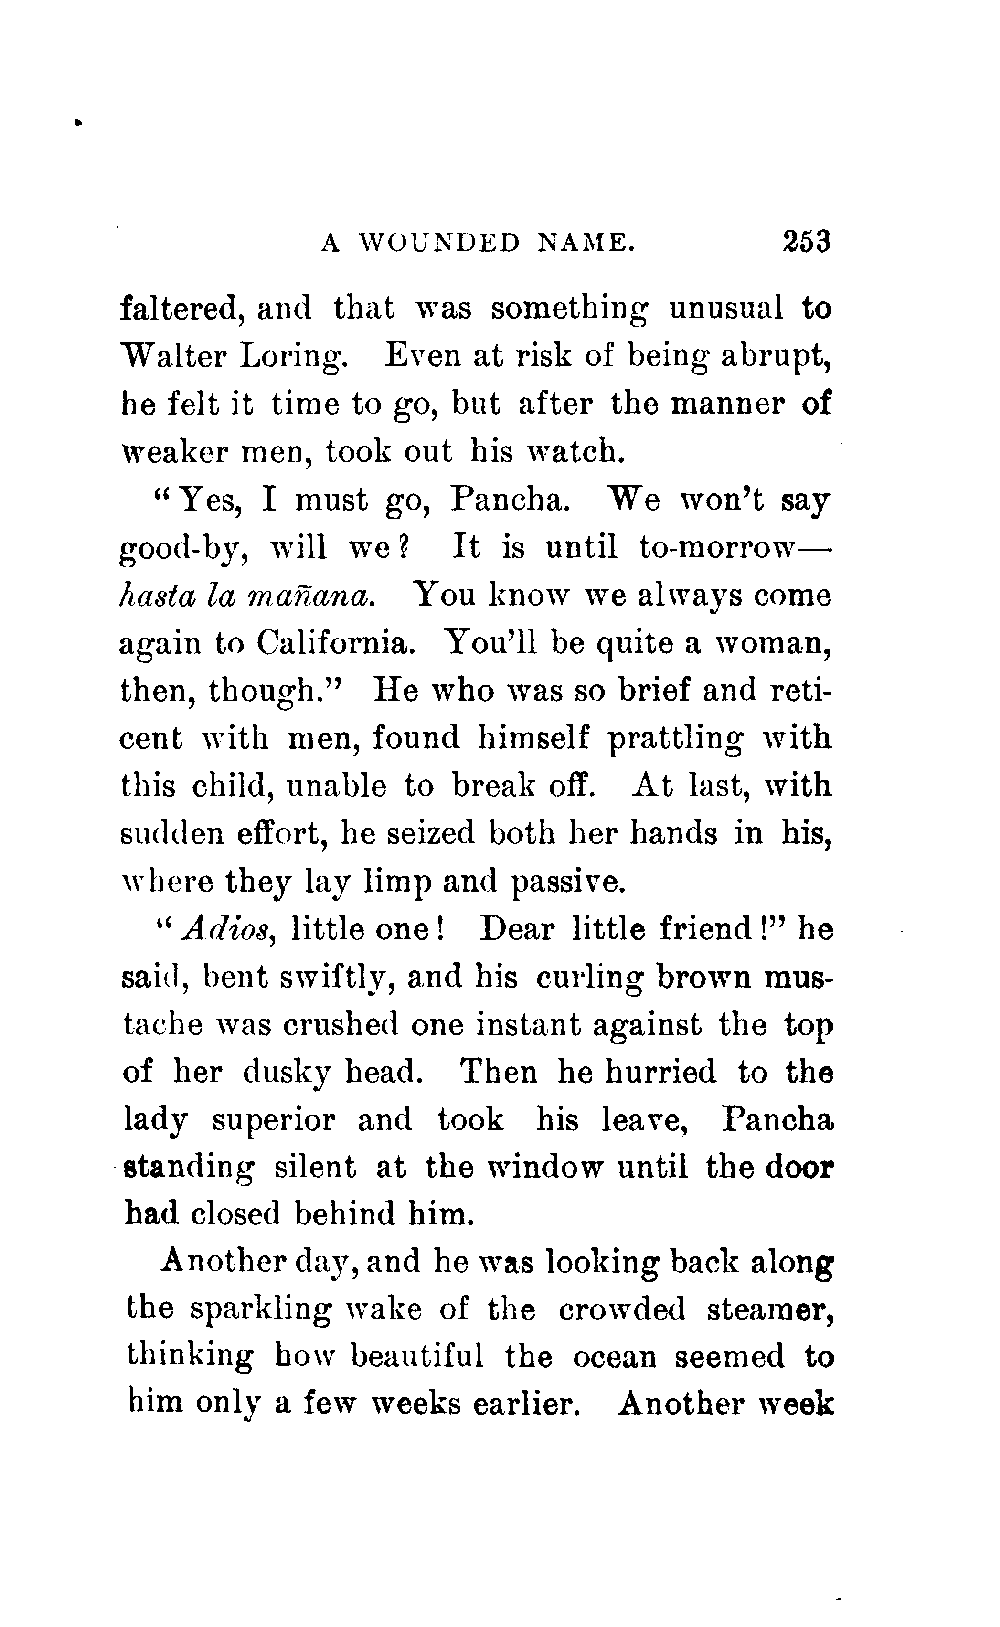 A WOUNDED NAME. 253
faltered, and that was something unusual to
Walter Loring. Even at risk of being abrupt,
he felt it time to go, but after the manner of
weaker men, took out his watch.
“Yes, I must go, Pancha. We won't say
good-by, will we? It is until to-morrow—
hasta la mañana. You know we always come
again to California. You'll be quite a woman,
then, though.” He who was so brief and reti-
cent with men, found himself prattling with
this child, unable to break off. At last, with
sudden effort, he seized both her hands in his,
where they lay limp and passive.
“Adios, little one! Dear little friend!” he
said, bent swiftly, and his curling brown mus-
tache was crushed one instant against the top
of her dusky head. Then he hurried to the
lady superior and took his leave, Pancha
standing silent at the window until the door
had closed behind him.
Another day, and he was looking back along
the sparkling wake of the crowded steamer,
thinking how beautiful the ocean seemed to
him only a few weeks earlier. Another week